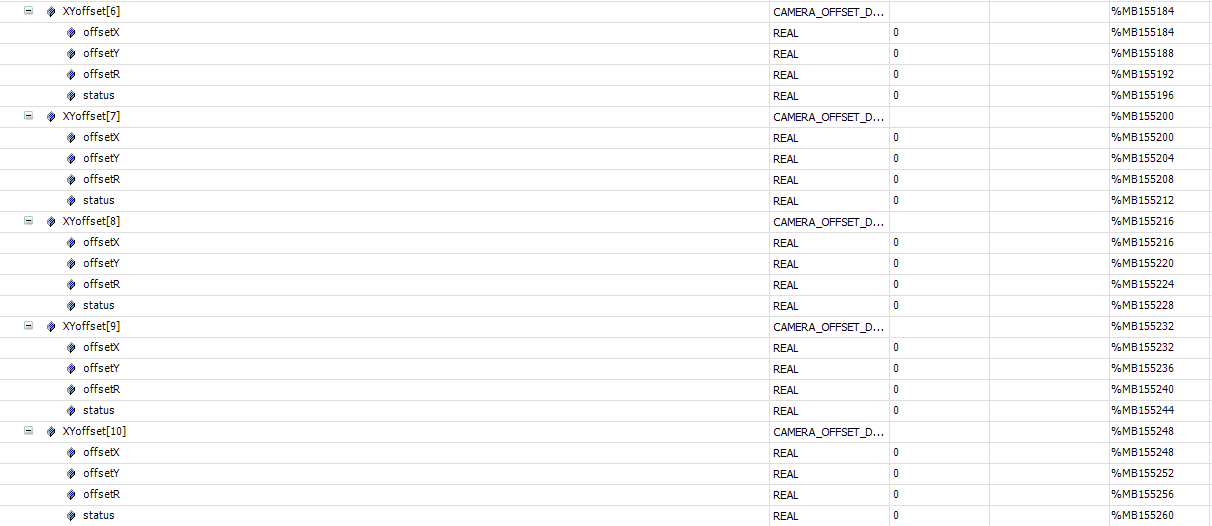 XYoffset[6] CAMERA_OFFSET_D... %MB155184
offsetX REAL 0 %MB155184
offsetY REAL 0 %MB155188
offsetR REAL 0 %MB155192
status REAL 0 %MB155196
XYoffset[7] CAMERA_OFFSET_D... %MB155200
offsetX REAL 0 %MB155200
offsetY REAL 0 %MB155204
offsetR REAL 0 %MB155208
status REAL 0 %MB155212
XYoffset[8] CAMERA_OFFSET_D... %MB155216
offsetX REAL 0 %MB155216
offsetY REAL 0 %MB155220
offsetR REAL 0 %MB155224
status REAL 0 %MB155228
XYoffset[9] CAMERA_OFFSET_D... %MB155232
offsetX REAL 0 %MB155232
offsetY REAL 0 %MB155236
offsetR REAL 0 %MB155240
status REAL 0 %MB155244
XYoffset[10] CAMERA_OFFSET_D... %MB155248
offsetX REAL 0 %MB155248
offsetY REAL 0 %MB155252
offsetR REAL 0 %MB155256
status REAL 0 %MB155260